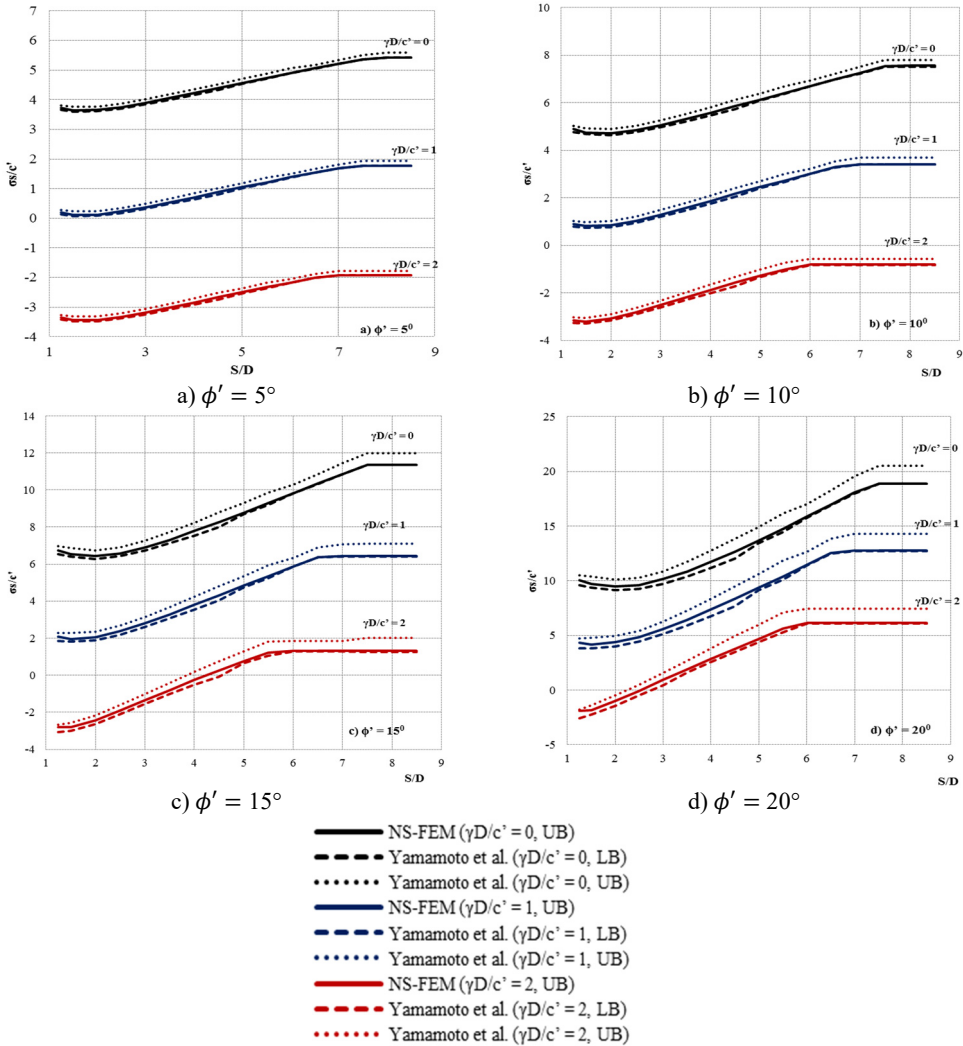 σs/c'
7
6
5
4
3
2
1
0
-1
-2
-3
-4
γD/c' = 0
γD/c' = 1
γD/c' = 2
a) ϕ' = 5⁰
1 3 5 7 9
S/D
a) ϕ′ = 5°
σs/c'
10
8
6
4
2
0
-2
-4
γD/c' = 0
γD/c' = 1
γD/c' = 2
b) ϕ' = 10⁰
1 2 3 4 5 6 7 8 9
S/D
b) ϕ′ = 10°
σs/c'
14
12
10
8
6
4
2
0
-2
-4
γD/c' = 0
γD/c' = 1
γD/c' = 2
c) ϕ' = 15⁰
1 2 3 4 5 6 7 8 9
S/D
c) ϕ′ = 15°
σs/c'
25
20
15
10
5
0
-5
γD/c' = 0
γD/c' = 1
γD/c' = 2
d) ϕ' = 20⁰
1 2 3 4 5 6 7 8 9
S/D
d) ϕ′ = 20°
NS-FEM (γD/c' = 0, UB)
Yamamoto et al. (γD/c' = 0, LB)
Yamamoto et al. (γD/c' = 0, UB)
NS-FEM (γD/c' = 1, UB)
Yamamoto et al. (γD/c' = 1, LB)
Yamamoto et al. (γD/c' = 1, UB)
NS-FEM (γD/c' = 2, UB)
Yamamoto et al. (γD/c' = 2, LB)
Yamamoto et al. (γD/c' = 2, UB)